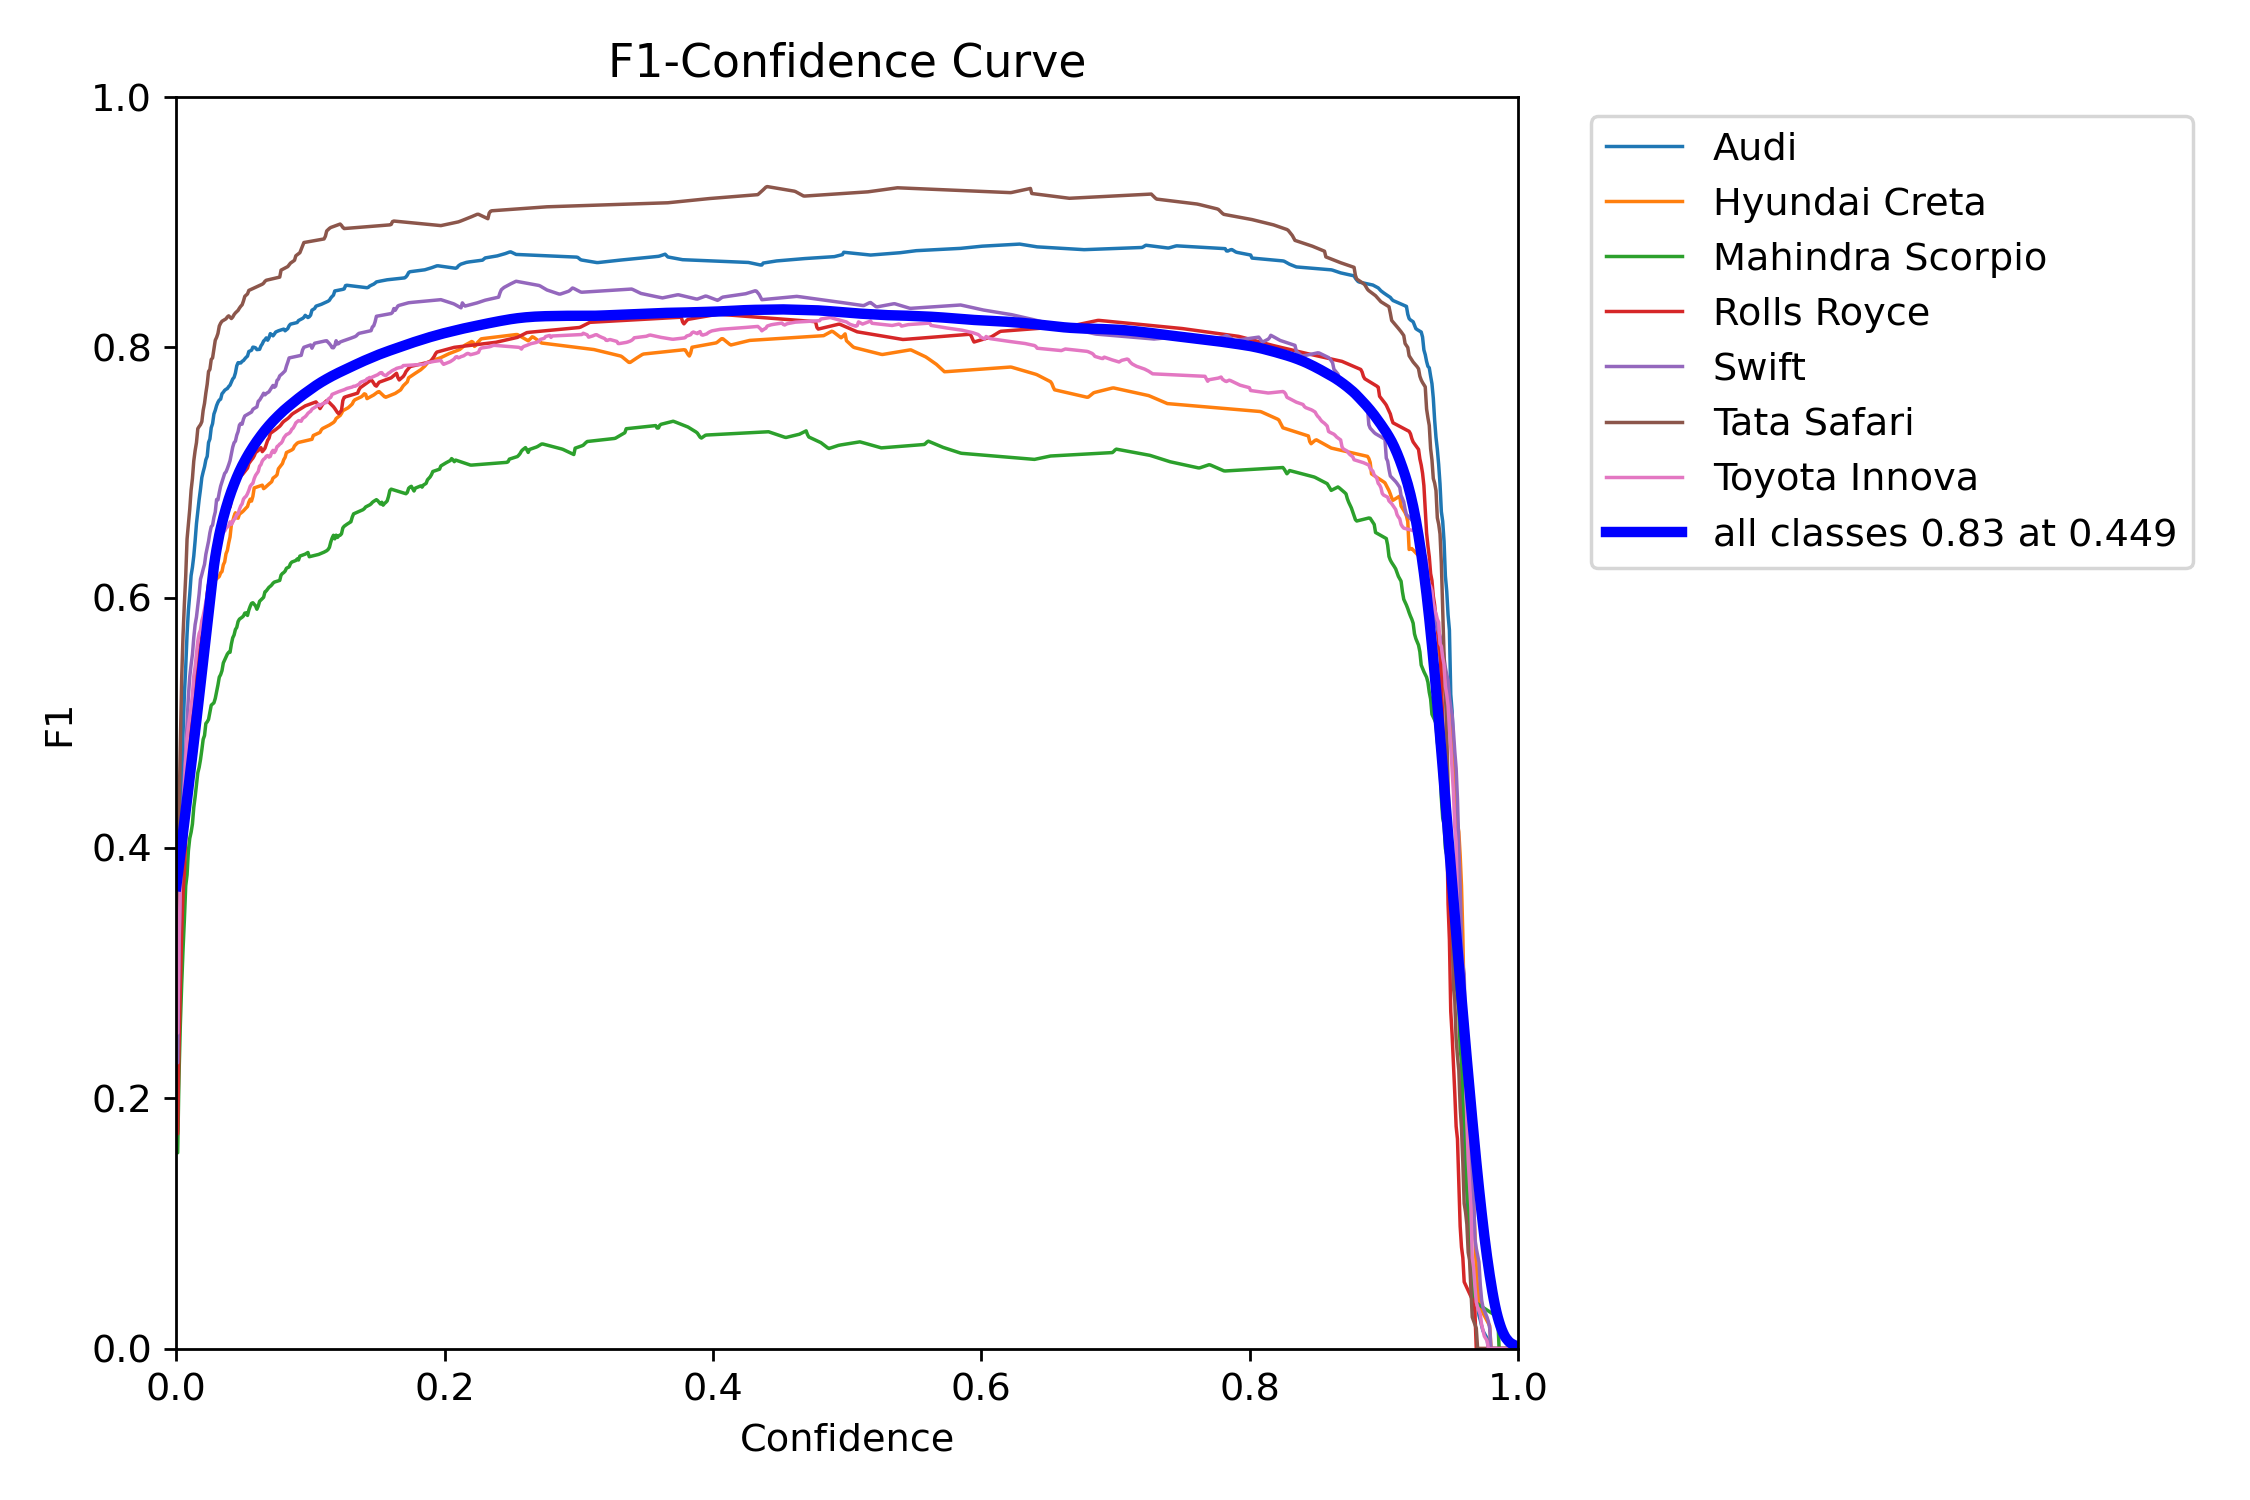 F1-Confidence Curve
1.0
0.8
0.6
0.4
0.2
0.0
F1
0.0 0.2 0.4 0.6 0.8 1.0
Confidence
Audi
Hyundai Creta
Mahindra Scorpio
Rolls Royce
Swift
Tata Safari
Toyota Innova
all classes 0.83 at 0.449